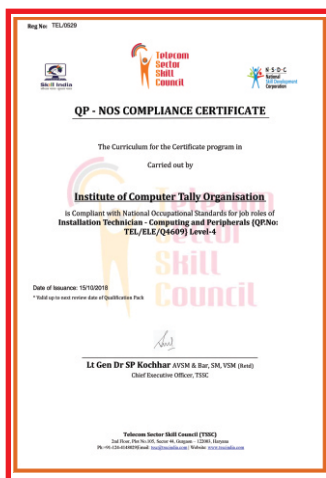 Reg No: TEL/0529
Skill India
Telecom
Sector
Skill
Council
N·S·D·C
National
Skill Development
Corporation
QP - NOS COMPLIANCE CERTIFICATE
The Curriculum for the Certificate program in
Carried out by
Institute of Computer Tally Organisation
is Compliant with National Occupational Standards for job roles of
Installation Technician - Computing and Peripherals (QP.No:
TEL/ELE/Q4609) Level-4
Telecom
Sector
Skill
Council
Date of Issuance: 15/10/2018
* Valid up to next review date of Qualification Pack
Lt Gen Dr SP Kochhar AVSM & Bar, SM, VSM (Retd)
Chief Executive Officer, TSSC
Telecom Sector Skill Council (TSSC)